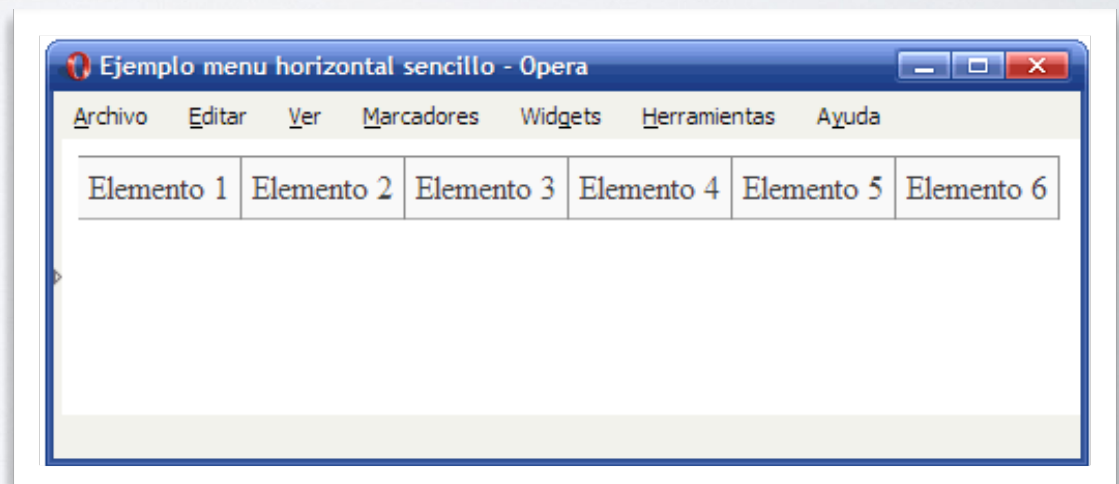 Ejemplo menu horizontal sencillo - Opera
Archivo Editar Ver Marcadores Widgets Herramientas Ayuda
Elemento 1 Elemento 2 Elemento 3 Elemento 4 Elemento 5 Elemento 6